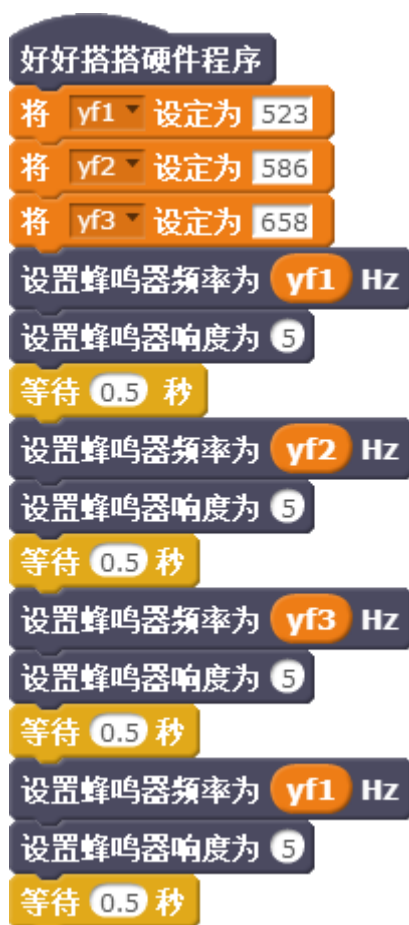 好好搭搭硬件程序
将 yf1 设定为 523
将 yf2 设定为 586
将 yf3 设定为 658
设置蜂鸣器频率为 yf1 Hz
设置蜂鸣器响度为 5
等待 0.5 秒
设置蜂鸣器频率为 yf2 Hz
设置蜂鸣器响度为 5
等待 0.5 秒
设置蜂鸣器频率为 yf3 Hz
设置蜂鸣器响度为 5
等待 0.5 秒
设置蜂鸣器频率为 yf1 Hz
设置蜂鸣器响度为 5
等待 0.5 秒